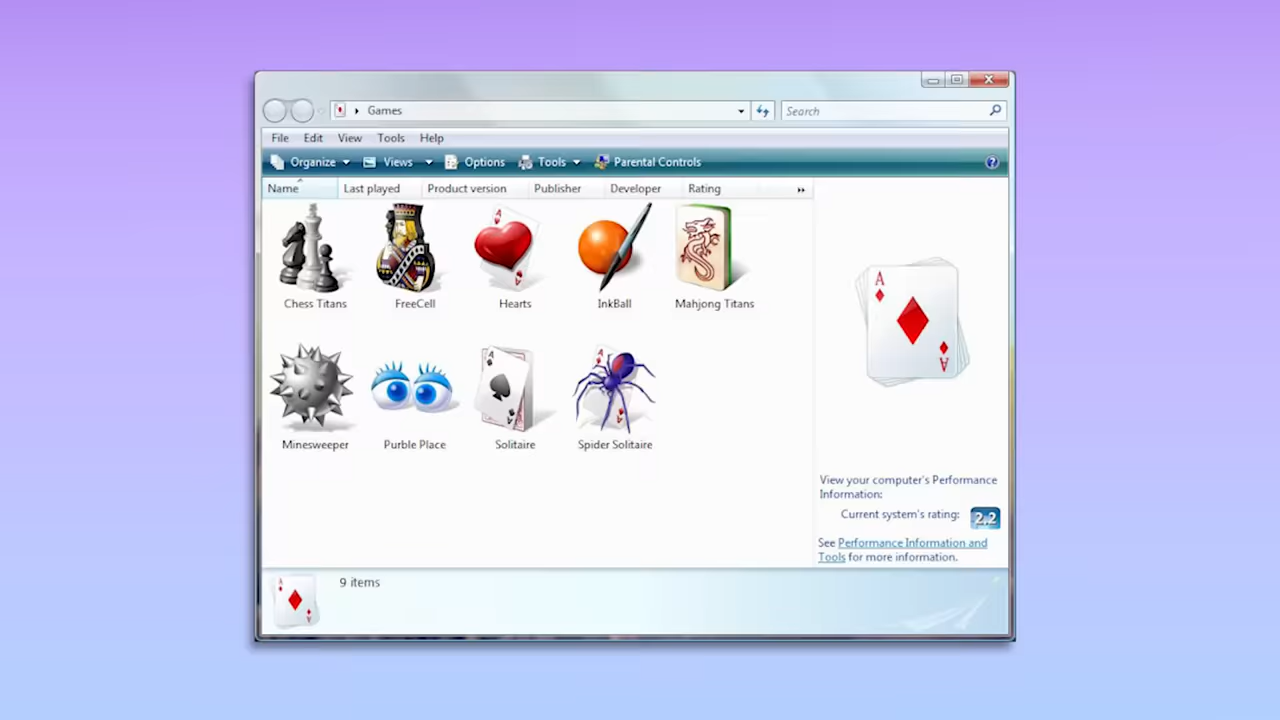 Games
Search
File Edit View Tools Help
Organize Views Options Tools Parental Controls
Name Last played Product version Publisher Developer Rating
Chess Titans FreeCell Hearts InkBall Mahjong Titans
Minesweeper Purble Place Solitaire Spider Solitaire
A
A
View your computer's Performance
Information:
Current system's rating: 2.2
See Performance Information and
Tools for more information.
9 items